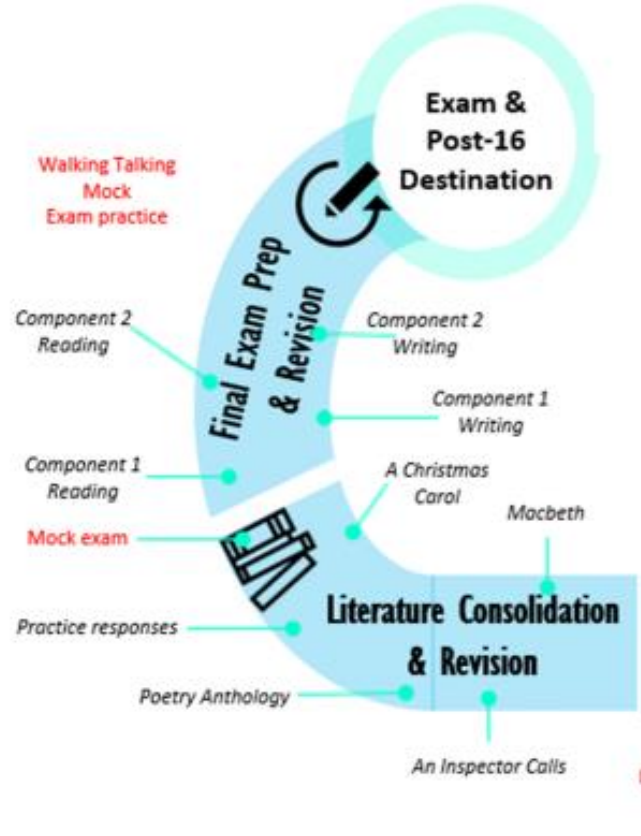 Exam &
Post-16
Destination
Walking Talking
Mock
Exam practice
Final Exam Prep
& Revision
Component 2
Reading
Component 2
Writing
Component 1
Writing
Component 1
Reading
A Christmas
Carol
Macbeth
Mock exam
Literature Consolidation
& Revision
Practice responses
Poetry Anthology
An Inspector Calls